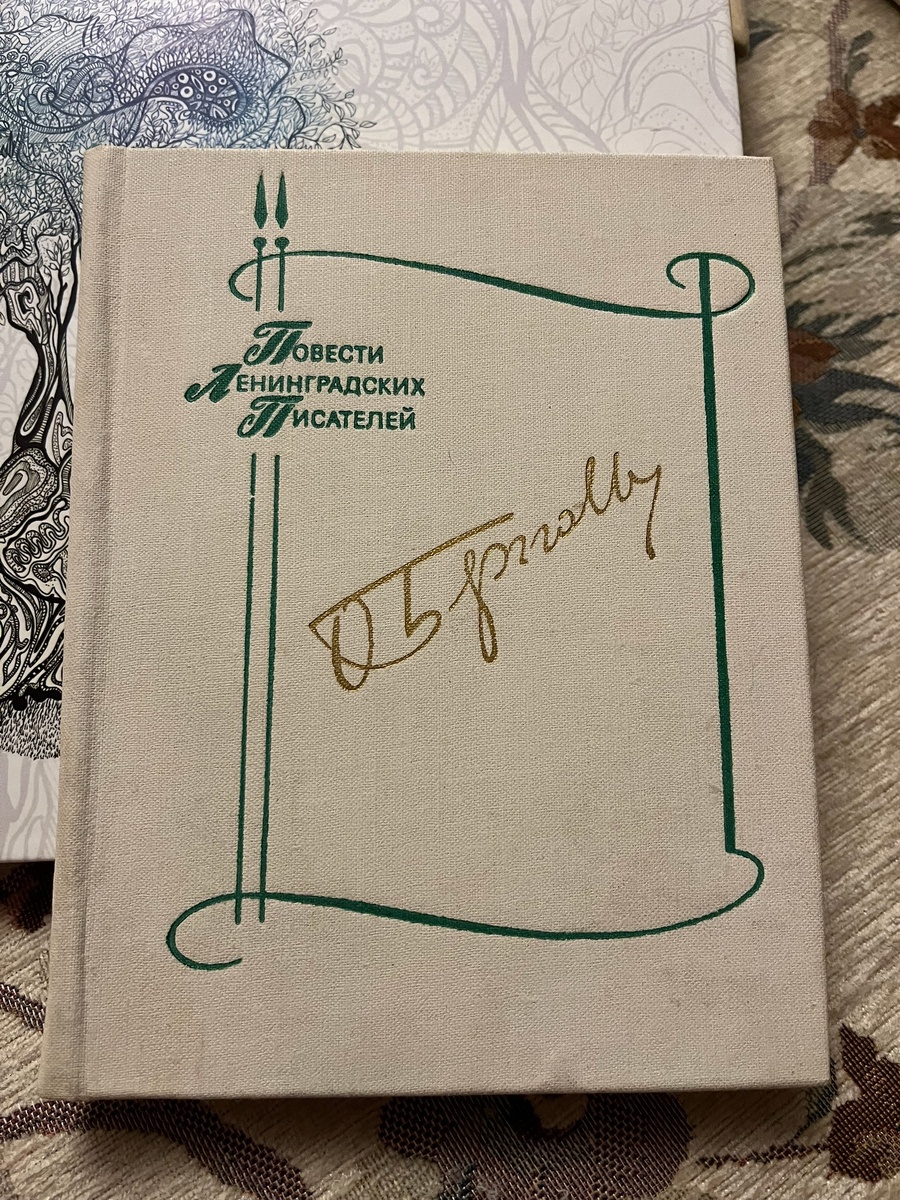 Повести
Ленинградских
Писателей